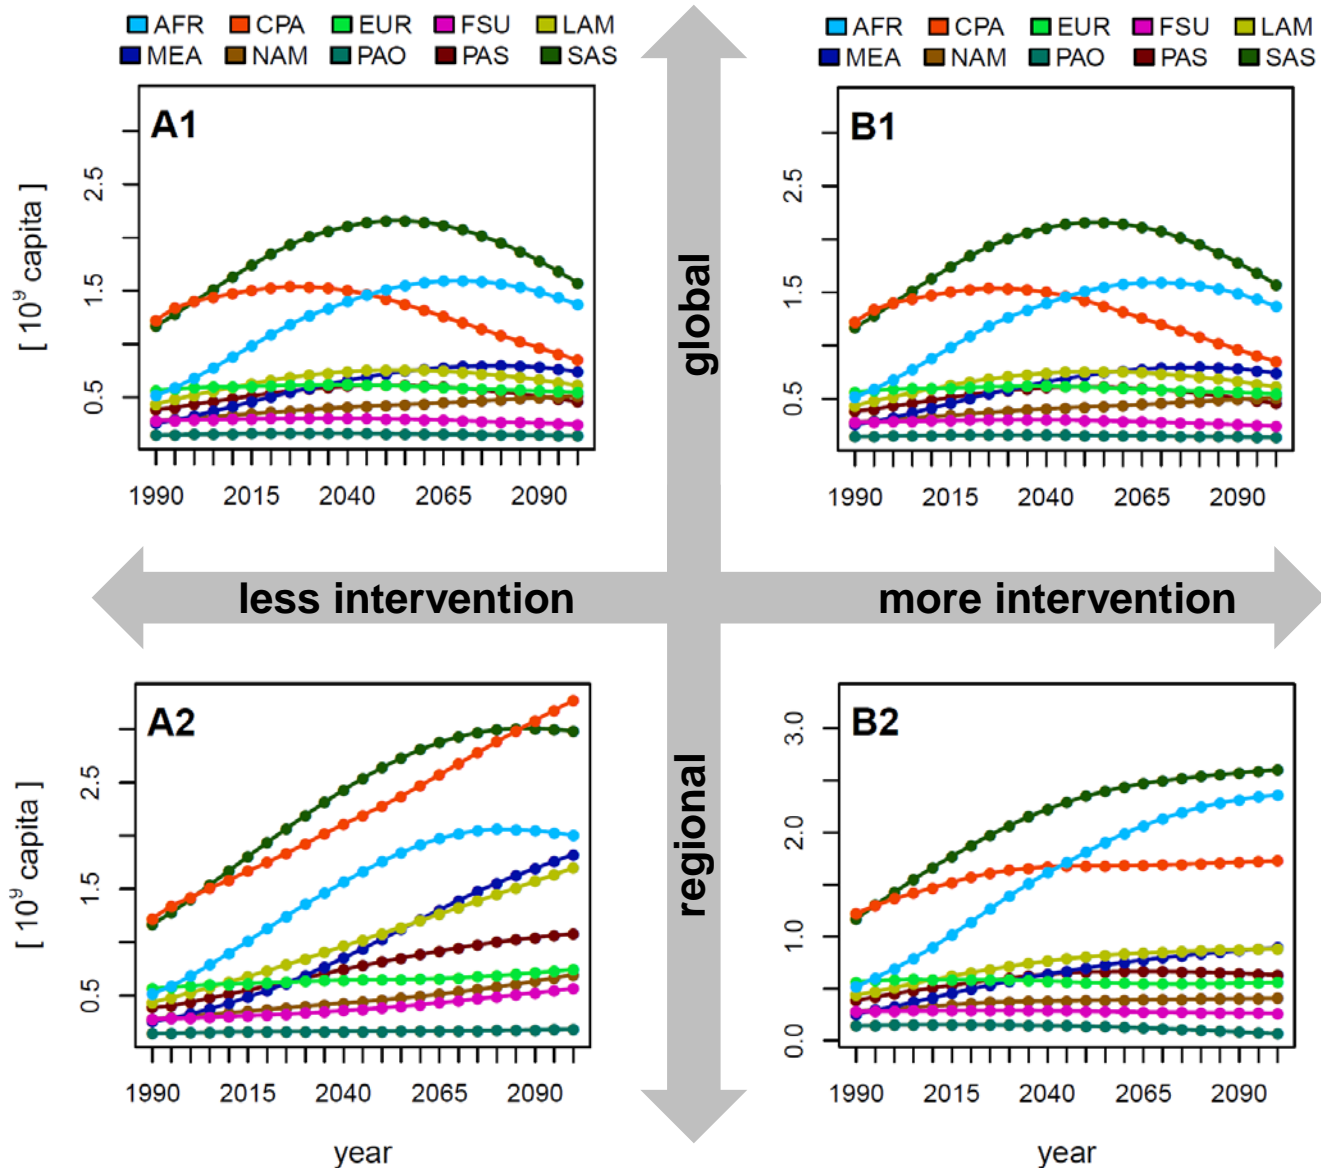 AFR CPA EUR FSU LAM
MEA NAM PAO PAS SAS
A1
[ 10⁹ capita ]
2.5
1.5
0.5
1990 2015 2040 2065 2090
AFR CPA EUR FSU LAM
MEA NAM PAO PAS SAS
B1
2.5
1.5
0.5
1990 2015 2040 2065 2090
global
less intervention
more intervention
regional
A2
[ 10⁹ capita ]
2.5
1.5
0.5
1990 2015 2040 2065 2090
year
B2
3.0
2.0
1.0
0.0
1990 2015 2040 2065 2090
year